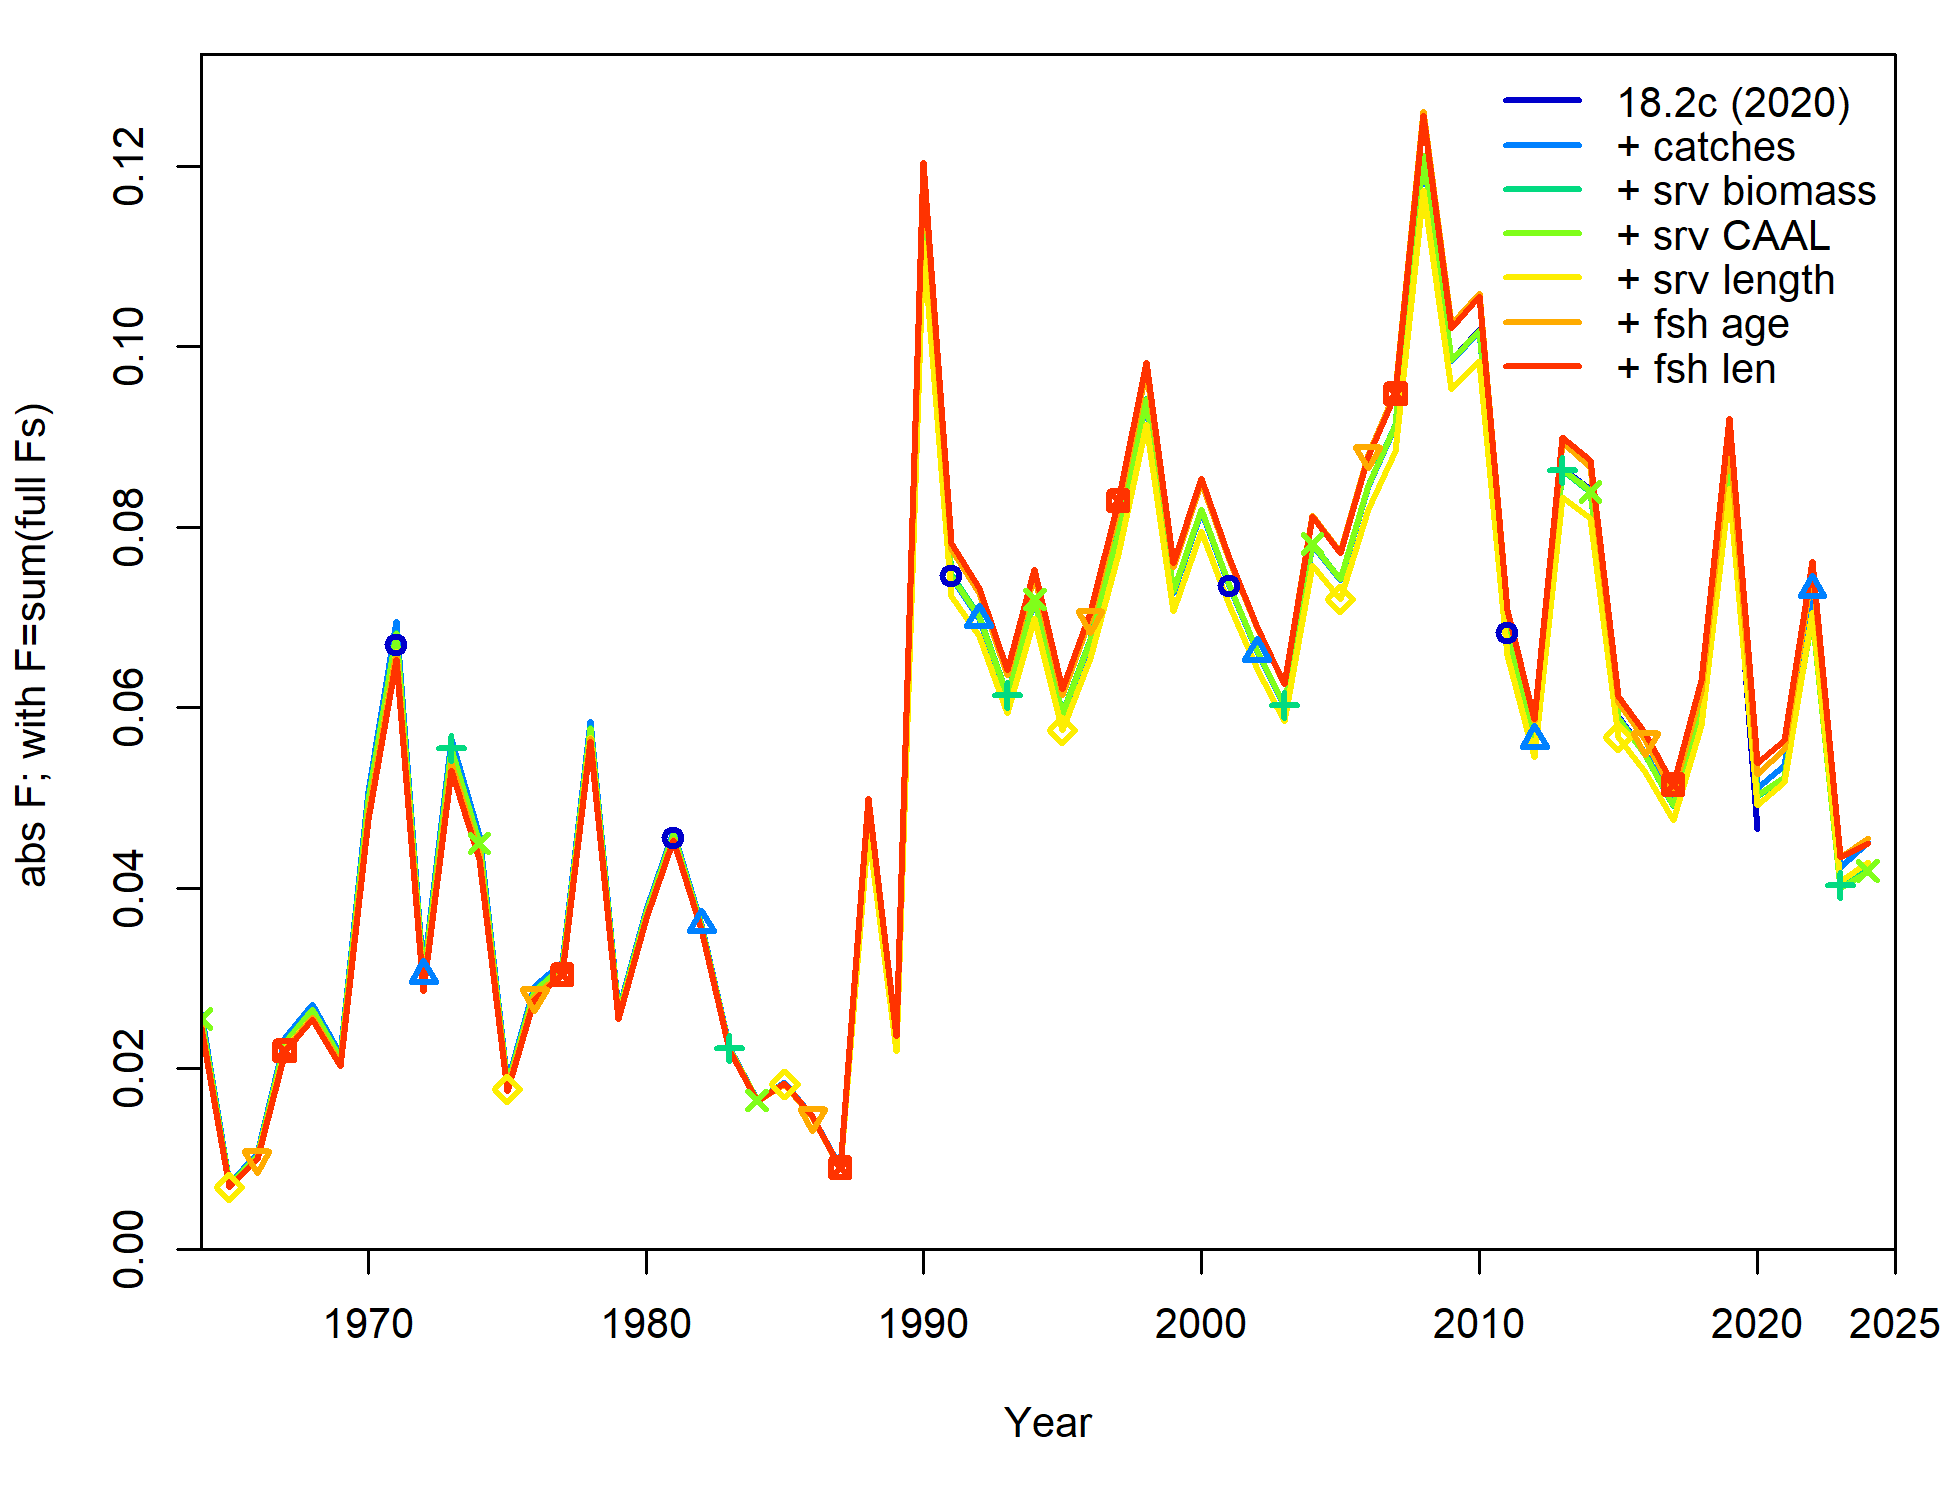 abs F; with F=sum(full Fs)
0.12
0.10
0.08
0.06
0.04
0.02
0.00
18.2c (2020)
+ catches
+ srv biomass
+ srv CAAL
+ srv length
+ fsh age
+ fsh len
1970 1980 1990 2000 2010 2020 2025
Year